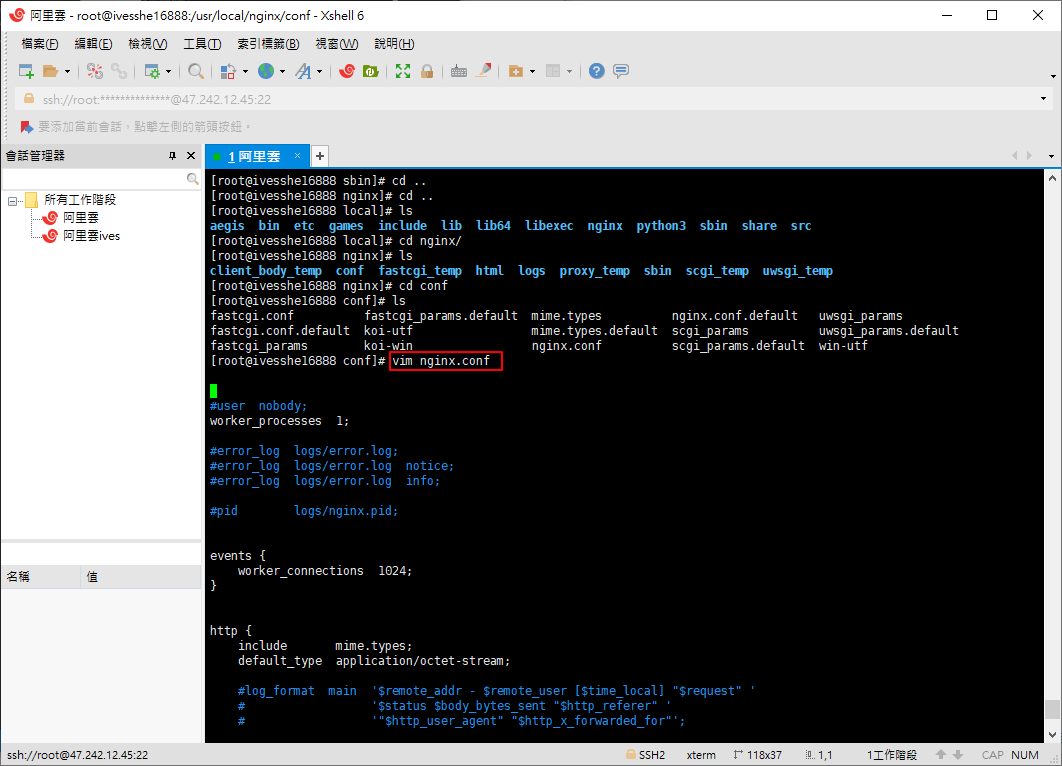 阿里雲 - root@ivesshe16888:/usr/local/nginx/conf - Xshell 6
檔案(F) 編輯(E) 檢視(V) 工具(T) 索引標籤(B) 視窗(W) 說明(H)
ssh://root:**************@47.242.12.45:22
要添加當前會話，點擊左側的箭頭按鈕。
會話管理器
所有工作階段
阿里雲
阿里雲ives
名稱 值
1 阿里雲
[root@ivesshe16888 sbin]# cd ..
[root@ivesshe16888 nginx]# cd ..
[root@ivesshe16888 local]# ls
aegis bin etc games include lib lib64 libexec nginx python3 sbin share src
[root@ivesshe16888 local]# cd nginx/
[root@ivesshe16888 nginx]# ls
client_body_temp conf fastcgi_temp html logs proxy_temp sbin scgi_temp uwsgi_temp
[root@ivesshe16888 nginx]# cd conf
[root@ivesshe16888 conf]# ls
fastcgi.conf fastcgi_params.default mime.types nginx.conf.default uwsgi_params
fastcgi.conf.default koi-utf mime.types.default scgi_params uwsgi_params.default
fastcgi_params koi-win nginx.conf scgi_params.default win-utf
[root@ivesshe16888 conf]# vim nginx.conf
#user nobody;
worker_processes 1;
#error_log logs/error.log;
#error_log logs/error.log notice;
#error_log logs/error.log info;
#pid logs/nginx.pid;
events {
worker_connections 1024;
}
http {
include mime.types;
default_type application/octet-stream;
#log_format main '$remote_addr - $remote_user [$time_local] "$request" '
# '$status $body_bytes_sent "$http_referer" '
# '"$http_user_agent" "$http_x_forwarded_for"';
ssh://root@47.242.12.45:22 SSH2 xterm 118x37 1,1 1工作階段 CAP NUM